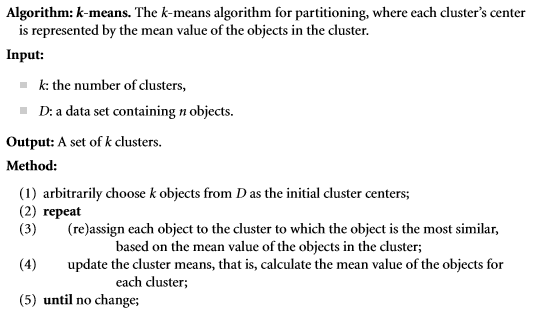 Algorithm: k-means. The k-means algorithm for partitioning, where each cluster's center
is represented by the mean value of the objects in the cluster.
Input:
k: the number of clusters,
D: a data set containing n objects.
Output: A set of k clusters.
Method:
(1) arbitrarily choose k objects from D as the initial cluster centers;
(2) repeat
(3) (re)assign each object to the cluster to which the object is the most similar,
based on the mean value of the objects in the cluster;
(4) update the cluster means, that is, calculate the mean value of the objects for
each cluster;
(5) until no change;